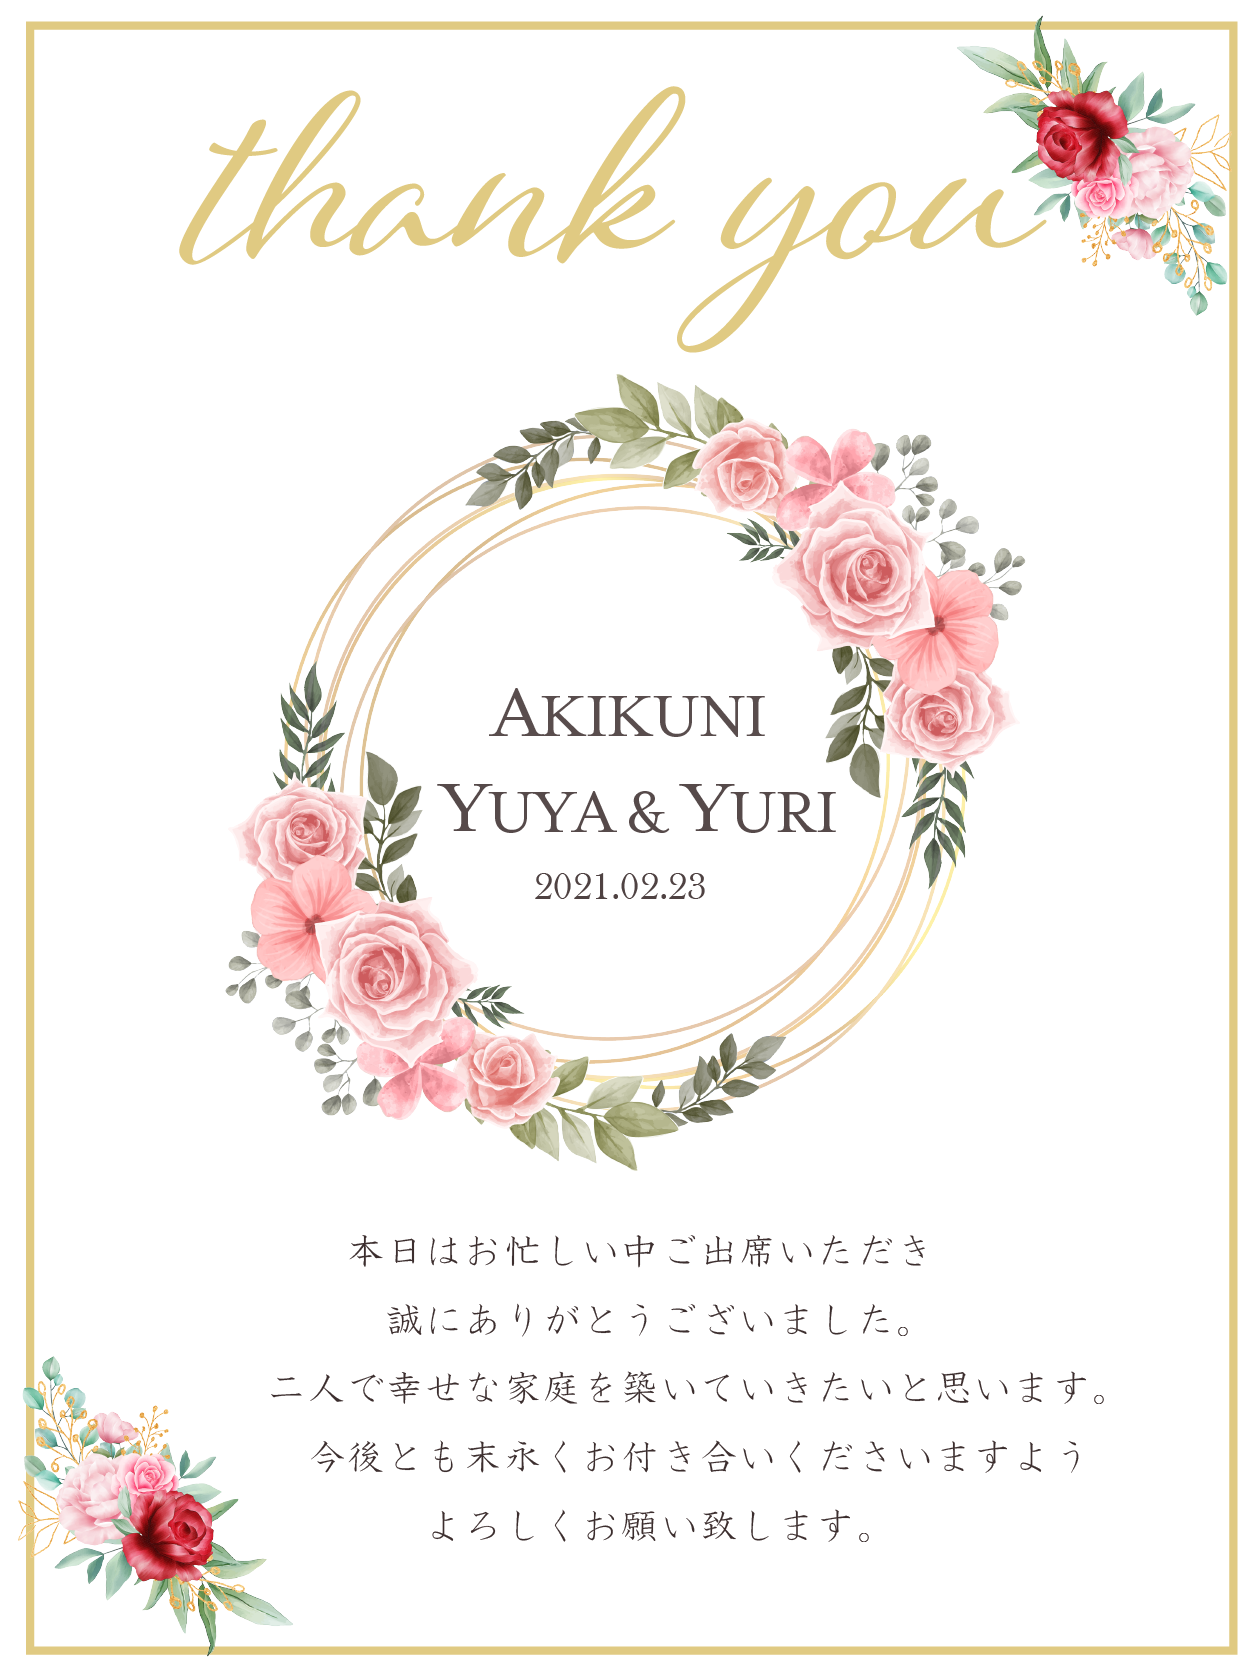 thank you
AKIKUNI
YUYA & YURI
2021.02.23
本日はお忙しい中ご出席いただき
誠にありがとうございました。
二人で幸せな家庭を築いていきたいと思います。
今後とも末永くお付き合いくださいますよう
よろしくお願い致します。